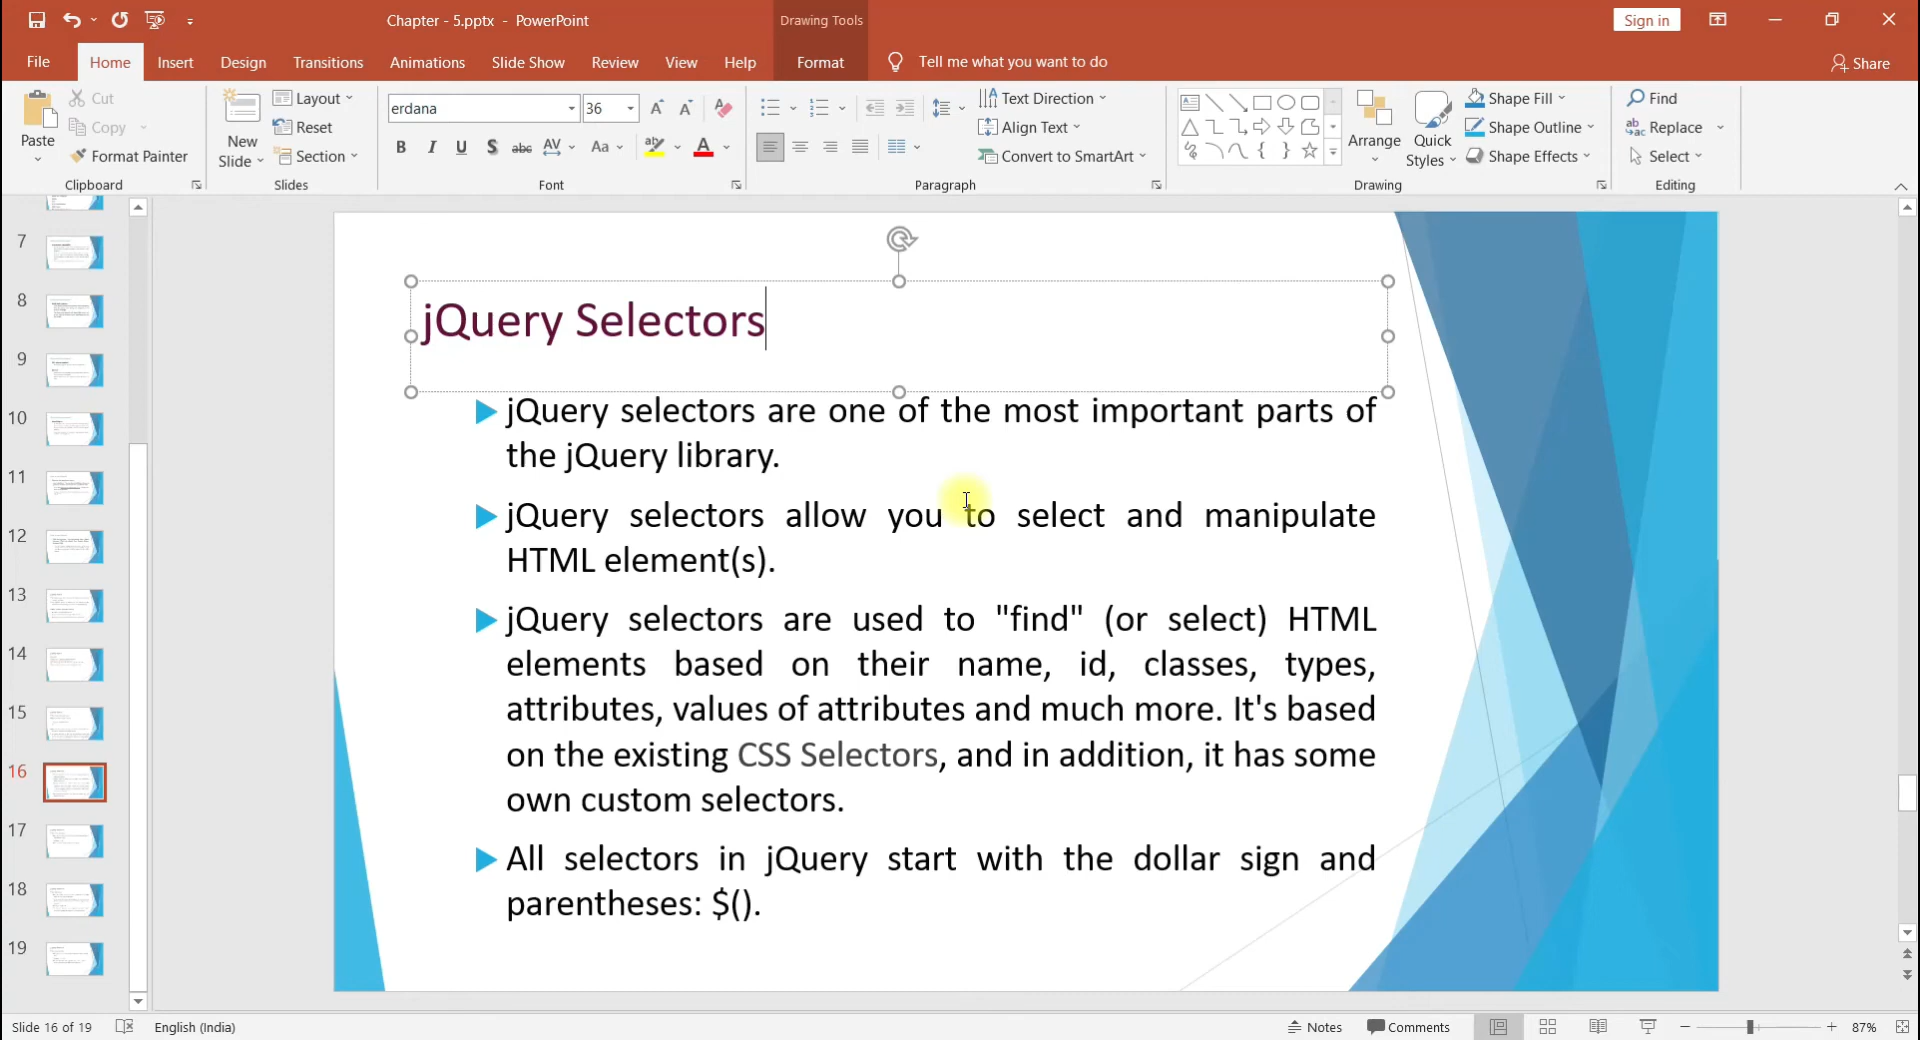 Chapter - 5.pptx - PowerPoint
Drawing Tools
Sign in
File Home Insert Design Transitions Animations Slide Show Review View Help Format Tell me what you want to do Share
Paste
Cut
Copy
Format Painter
Clipboard
New
Slide
Layout
Reset
Section
Slides
erdana 36
B I U S abc AV Aa A
Font
Text Direction
Align Text
Convert to SmartArt
Paragraph
Arrange
Quick
Styles
Shape Fill
Shape Outline
Shape Effects
Drawing
Find
Replace
Select
Editing
7
8
9
10
11
12
13
14
15
16
17
18
19
jQuery Selectors
jQuery selectors are one of the most important parts of
the jQuery library.
jQuery selectors allow you to select and manipulate
HTML element(s).
jQuery selectors are used to "find" (or select) HTML
elements based on their name, id, classes, types,
attributes, values of attributes and much more. It's based
on the existing CSS Selectors, and in addition, it has some
own custom selectors.
All selectors in jQuery start with the dollar sign and
parentheses: $().
Slide 16 of 19 English (India) Notes Comments 87%